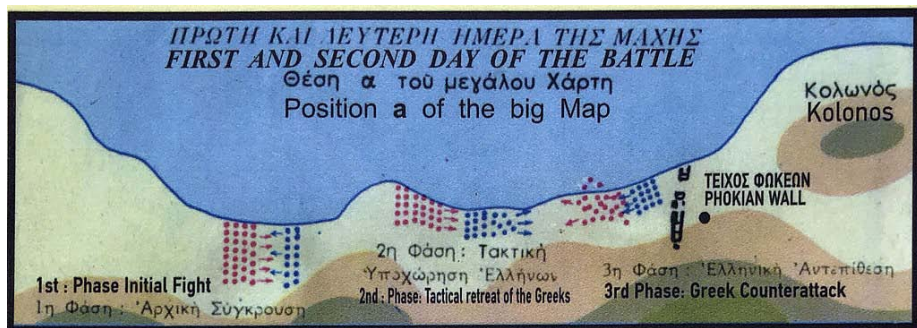 ΠΡΩΤΗ ΚΑΙ ΔΕΥΤΕΡΗ ΗΜΕΡΑ ΤΗΣ ΜΑΧΗΣ
FIRST AND SECOND DAY OF THE BATTLE
Θέση α τοῦ μεγάλου Χάρτη
Position a of the big Map
Κολωνός
Kolonos
ΤΕΙΧΟΣ ΦΩΚΕΩΝ
PHOKIAN WALL
1st : Phase Initial Fight
1η Φάση : Ἀρχική Σύγκρουση
2η Φάση : Τακτική
Ὑποχώρηση Ἑλλήνων
2nd : Phase: Tactical retreat of the Greeks
3η Φάση : Ἑλληνική Ἀντεπίθεση
3rd Phase: Greek Counterattack